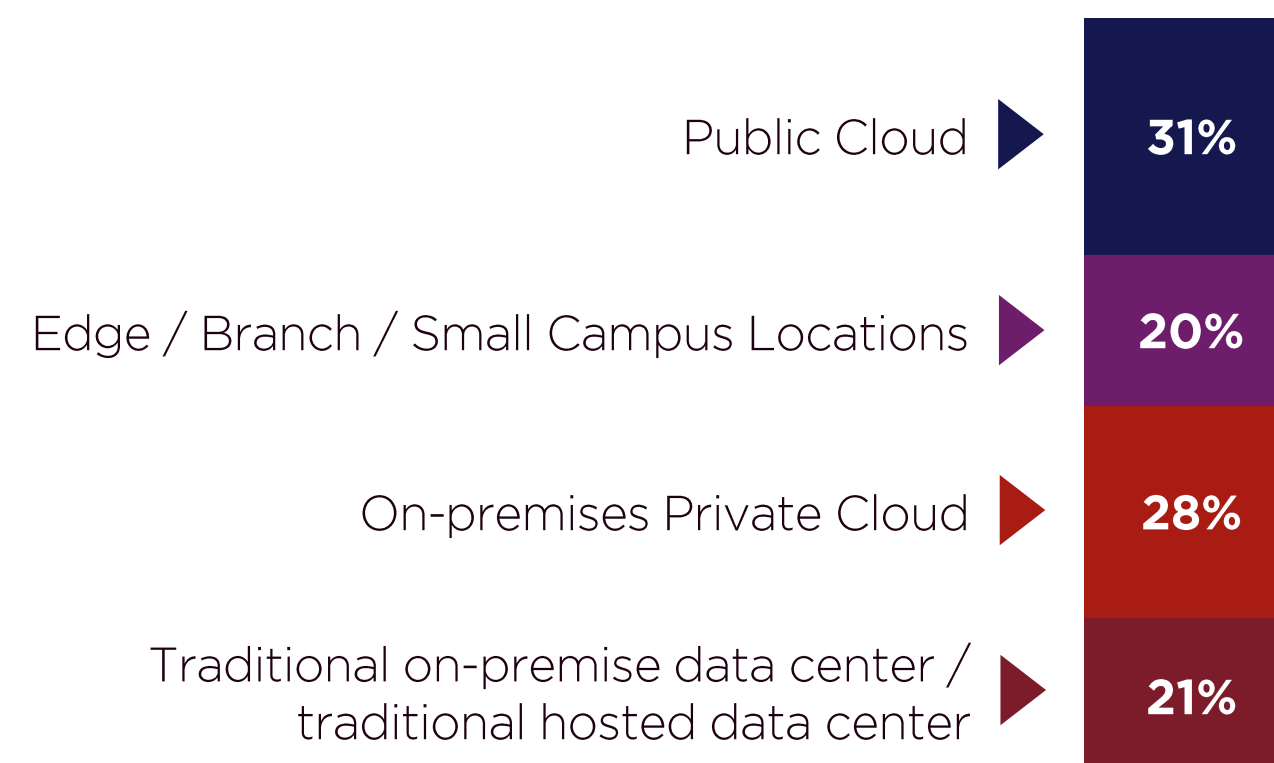 Public Cloud 31%
Edge / Branch / Small Campus Locations 20%
On-premises Private Cloud 28%
Traditional on-premise data center /
traditional hosted data center 21%